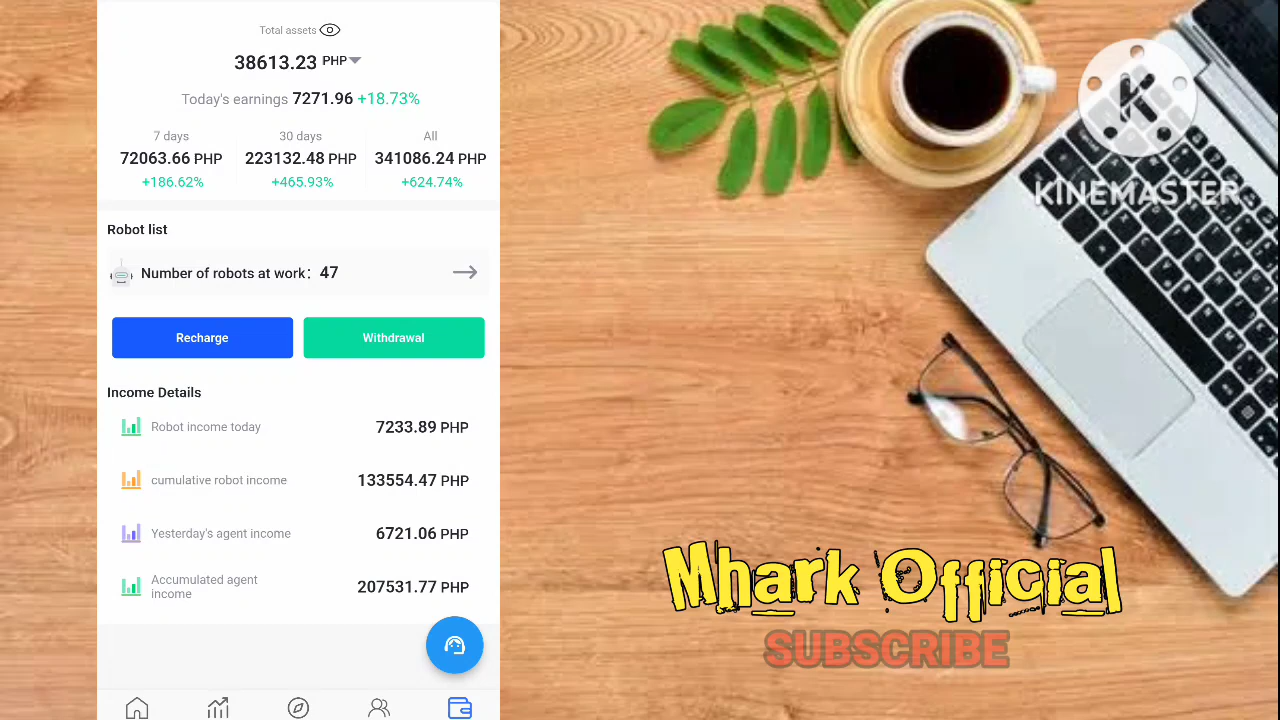 Total assets
38613.23 PHP
Today's earnings 7271.96 +18.73%
7 days 30 days All
72063.66 PHP 223132.48 PHP 341086.24 PHP
+186.62% +465.93% +624.74%
Robot list
Number of robots at work: 47
Recharge Withdrawal
Income Details
Robot income today 7233.89 PHP
cumulative robot income 133554.47 PHP
Yesterday's agent income 6721.06 PHP
Accumulated agent income 207531.77 PHP
K
KINEMASTER
Mhark Official
SUBSCRIBE